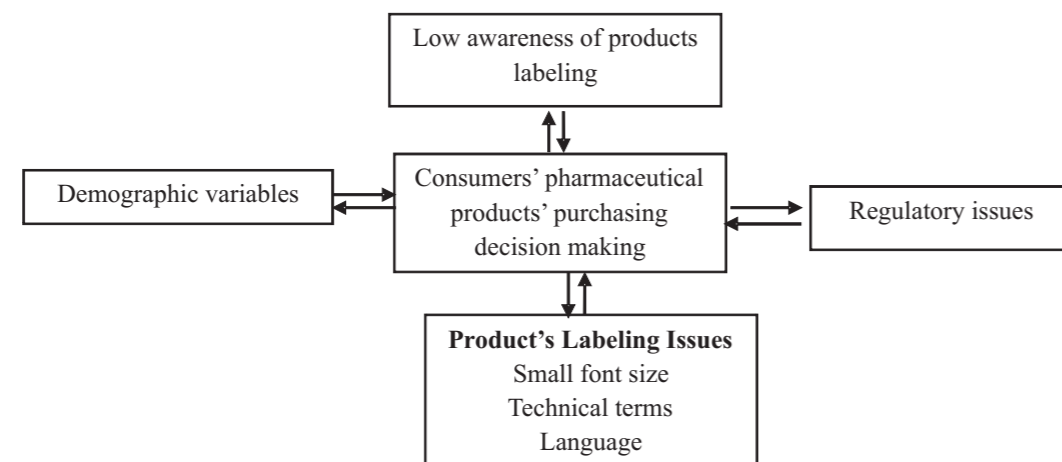 Low awareness of products
labeling
Demographic variables
Consumers’ pharmaceutical
products’ purchasing
decision making
Regulatory issues
Product’s Labeling Issues
Small font size
Technical terms
Language